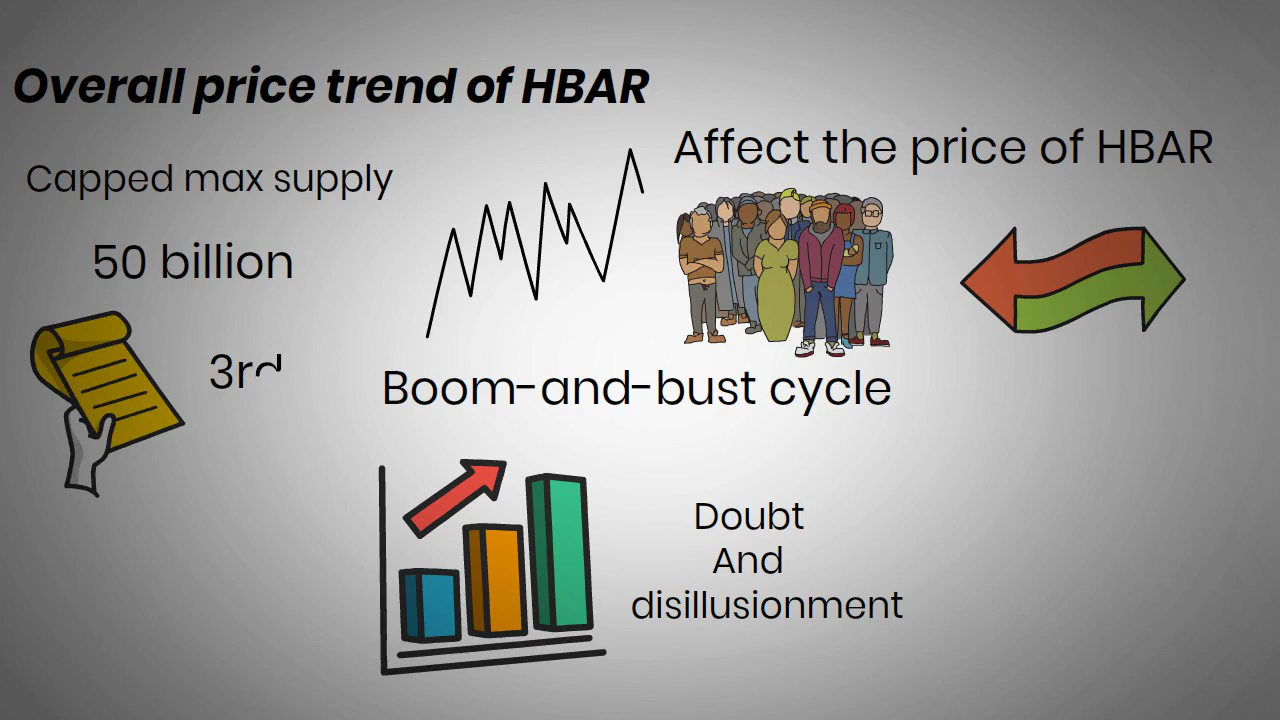 Overall price trend of HBAR
Affect the price of HBAR
Capped max supply
50 billion
Boom-and-bust cycle
Doubt
And
disillusionment